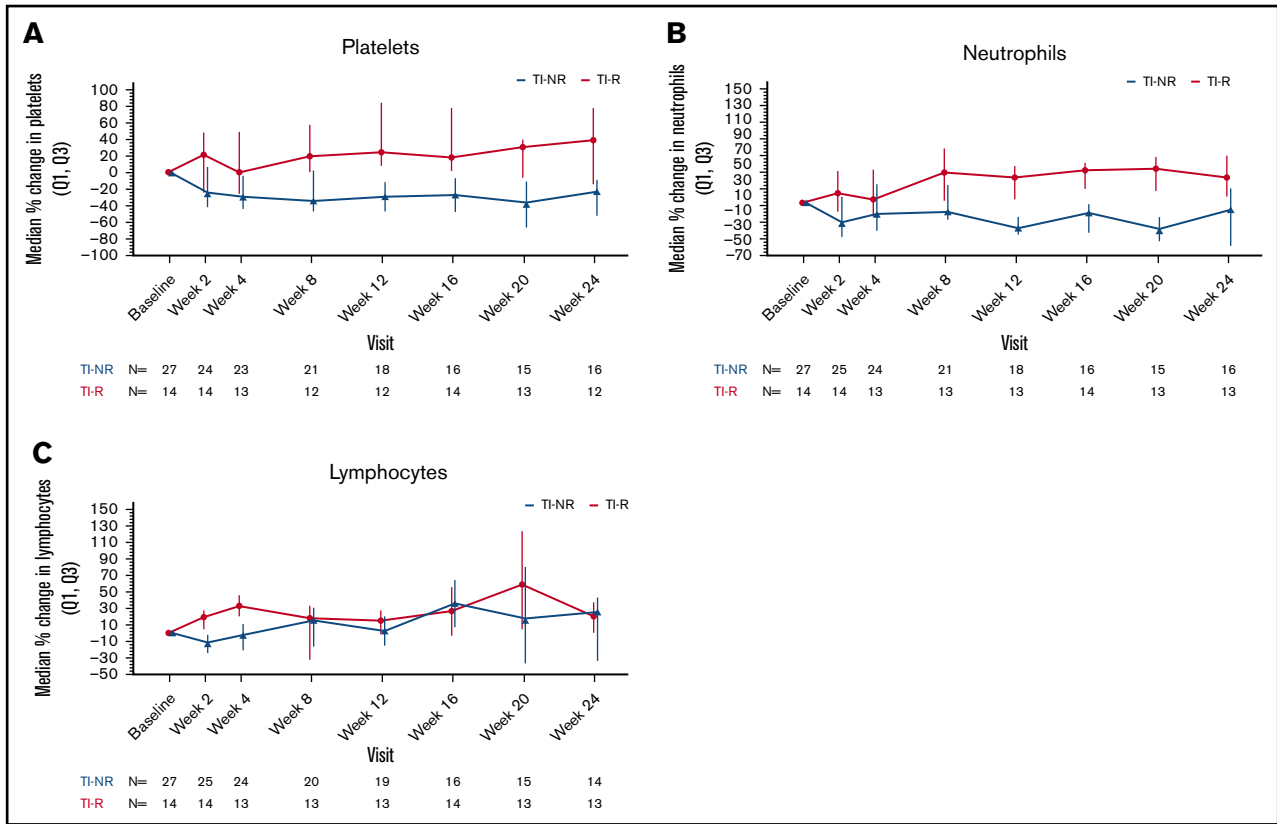 A
Platelets
TI-NR TI-R
Median % change in platelets
(Q1, Q3)
100
80
60
40
20
0
−20
−40
−60
−80
−100
Baseline Week 2 Week 4 Week 8 Week 12 Week 16 Week 20 Week 24
Visit
TI-NR N= 27 24 23 21 18 16 15 16
TI-R N= 14 14 13 12 12 14 13 12
B
Neutrophils
TI-NR TI-R
Median % change in neutrophils
(Q1, Q3)
150
130
110
90
70
50
30
10
−10
−30
−50
−70
Baseline Week 2 Week 4 Week 8 Week 12 Week 16 Week 20 Week 24
Visit
TI-NR N= 27 25 24 21 18 16 15 16
TI-R N= 14 14 13 13 13 14 13 13
C
Lymphocytes
TI-NR TI-R
Median % change in lymphocytes
(Q1, Q3)
150
130
110
90
70
50
30
10
−10
−30
−50
Baseline Week 2 Week 4 Week 8 Week 12 Week 16 Week 20 Week 24
Visit
TI-NR N= 27 25 24 20 19 16 15 14
TI-R N= 14 14 13 13 13 14 13 13